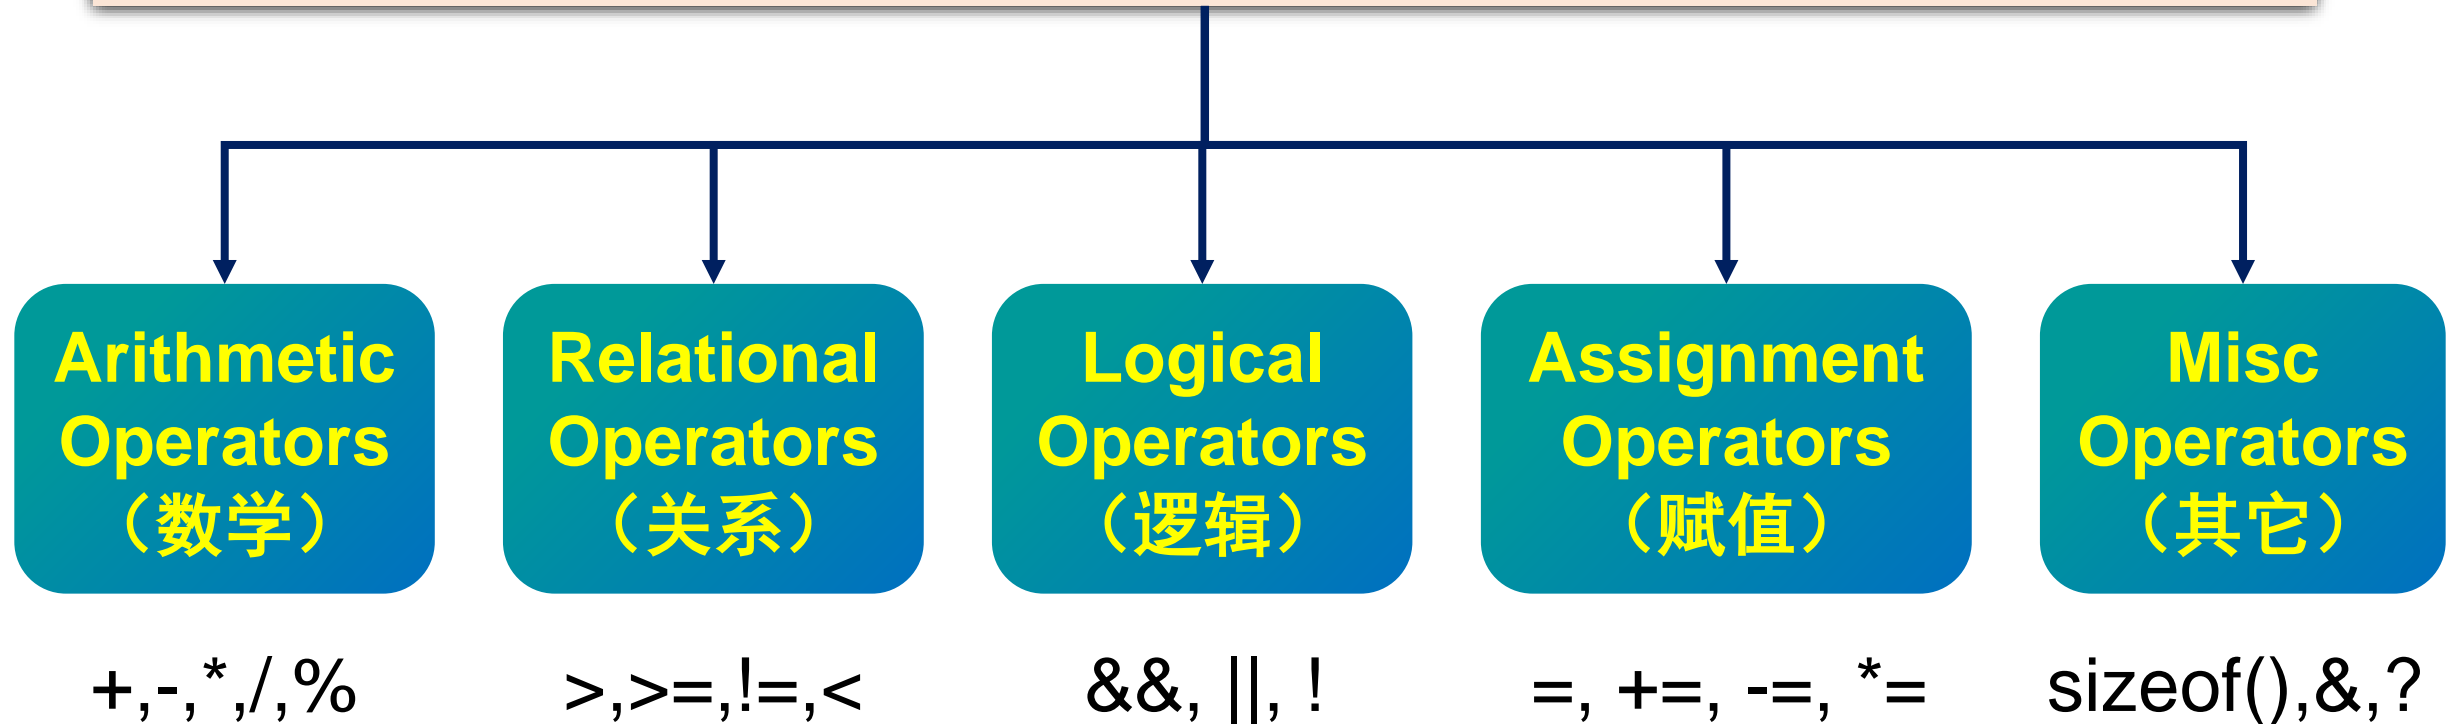 Arithmetic
Operators
（数学）
Relational
Operators
（关系）
Logical
Operators
（逻辑）
Assignment
Operators
（赋值）
Misc
Operators
（其它）
+,-,*,/,%
>,>=,!=,<
&&, ||, !
=, +=, -=, *=
sizeof(),&,?